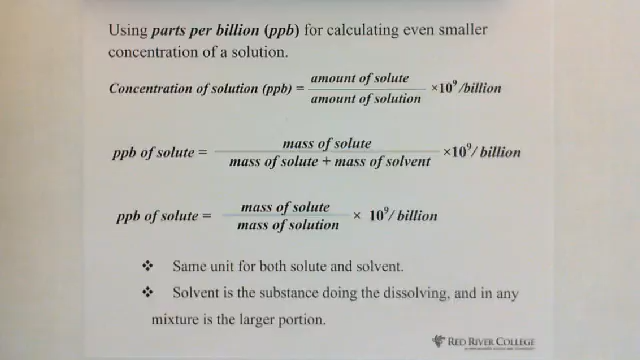 Using parts per billion (ppb) for calculating even smaller
concentration of a solution.
Concentration of solution (ppb) = amount of solute / amount of solution ×10⁹/billion
ppb of solute = mass of solute / mass of solute + mass of solvent ×10⁹/ billion
ppb of solute = mass of solute / mass of solution × 10⁹/ billion
❖ Same unit for both solute and solvent.
❖ Solvent is the substance doing the dissolving, and in any
mixture is the larger portion.
RED RIVER COLLEGE